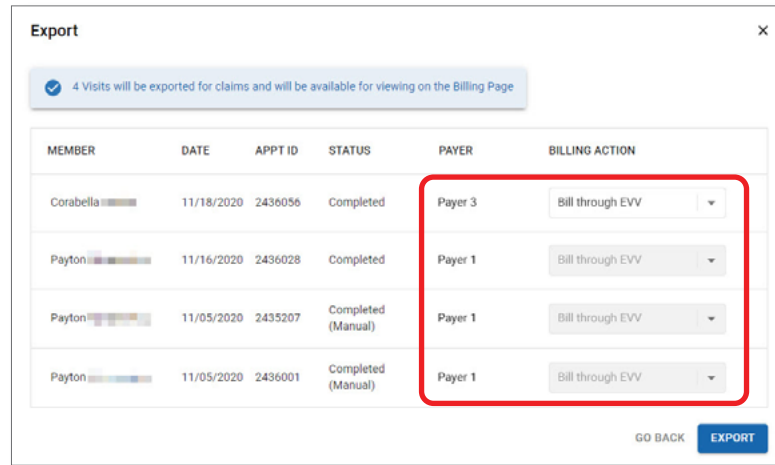 Export
4 Visits will be exported for claims and will be available for viewing on the Billing Page
MEMBER DATE APPT ID STATUS PAYER BILLING ACTION
Corabella 11/18/2020 2436056 Completed Payer 3 Bill through EVV
Payton 11/16/2020 2436028 Completed Payer 1 Bill through EVV
Payton 11/05/2020 2435207 Completed (Manual) Payer 1 Bill through EVV
Payton 11/05/2020 2436001 Completed (Manual) Payer 1 Bill through EVV
GO BACK EXPORT